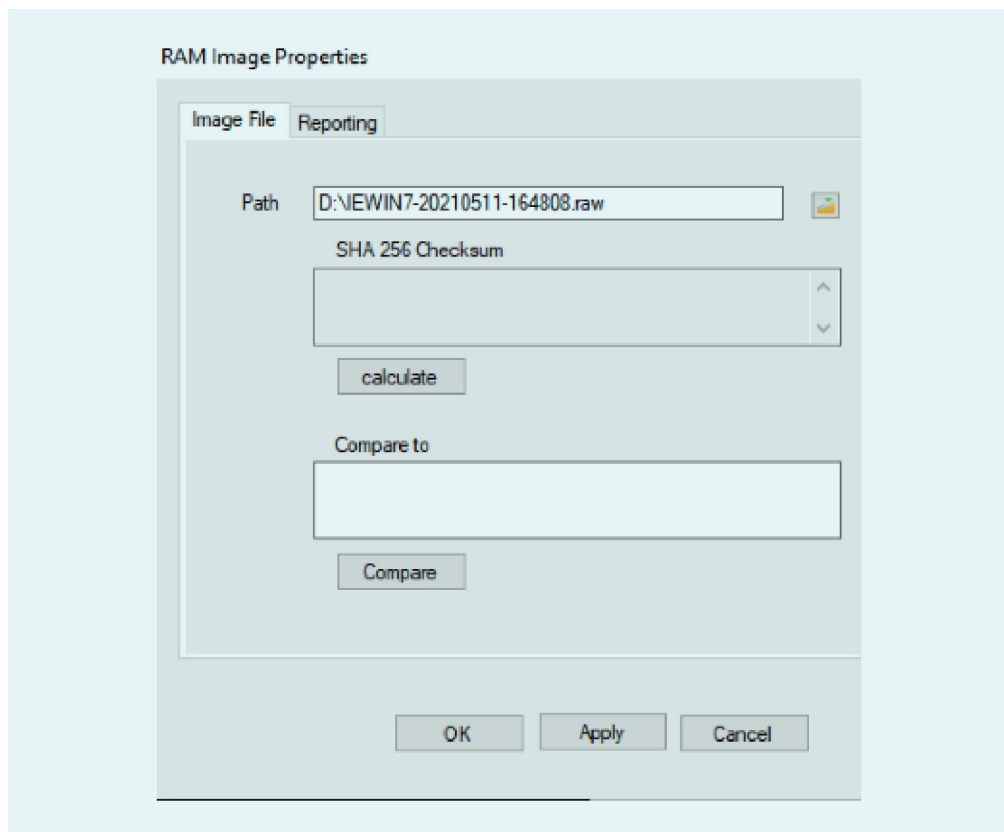 RAM Image Properties
Image File
Reporting
Path
D:\IEWIN7-20210511-164808.raw
SHA 256 Checksum
calculate
Compare to
Compare
OK
Apply
Cancel